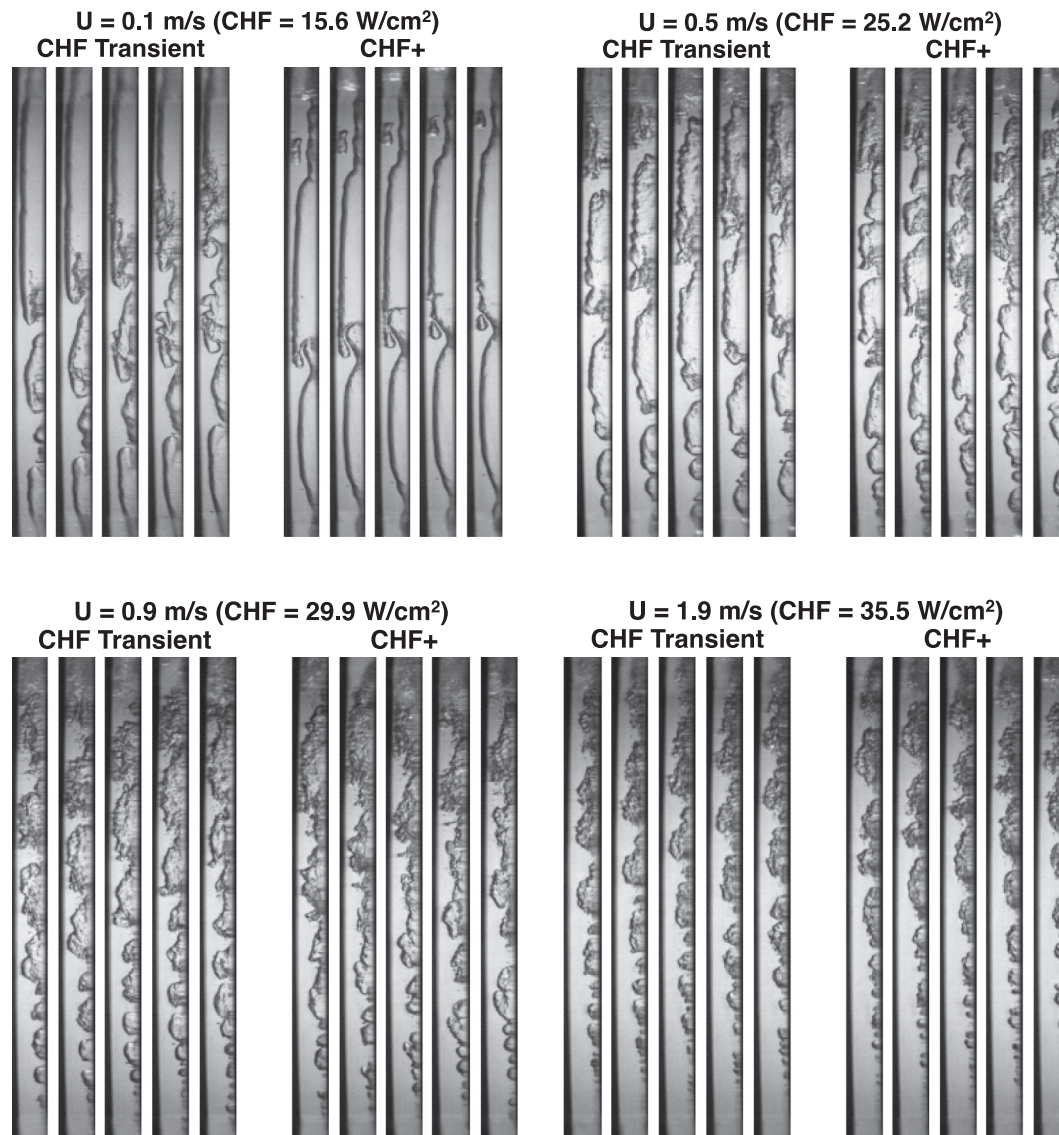 U = 0.1 m/s (CHF = 15.6 W/cm²)
CHF Transient CHF+
U = 0.5 m/s (CHF = 25.2 W/cm²)
CHF Transient CHF+
U = 0.9 m/s (CHF = 29.9 W/cm²)
CHF Transient CHF+
U = 1.9 m/s (CHF = 35.5 W/cm²)
CHF Transient CHF+